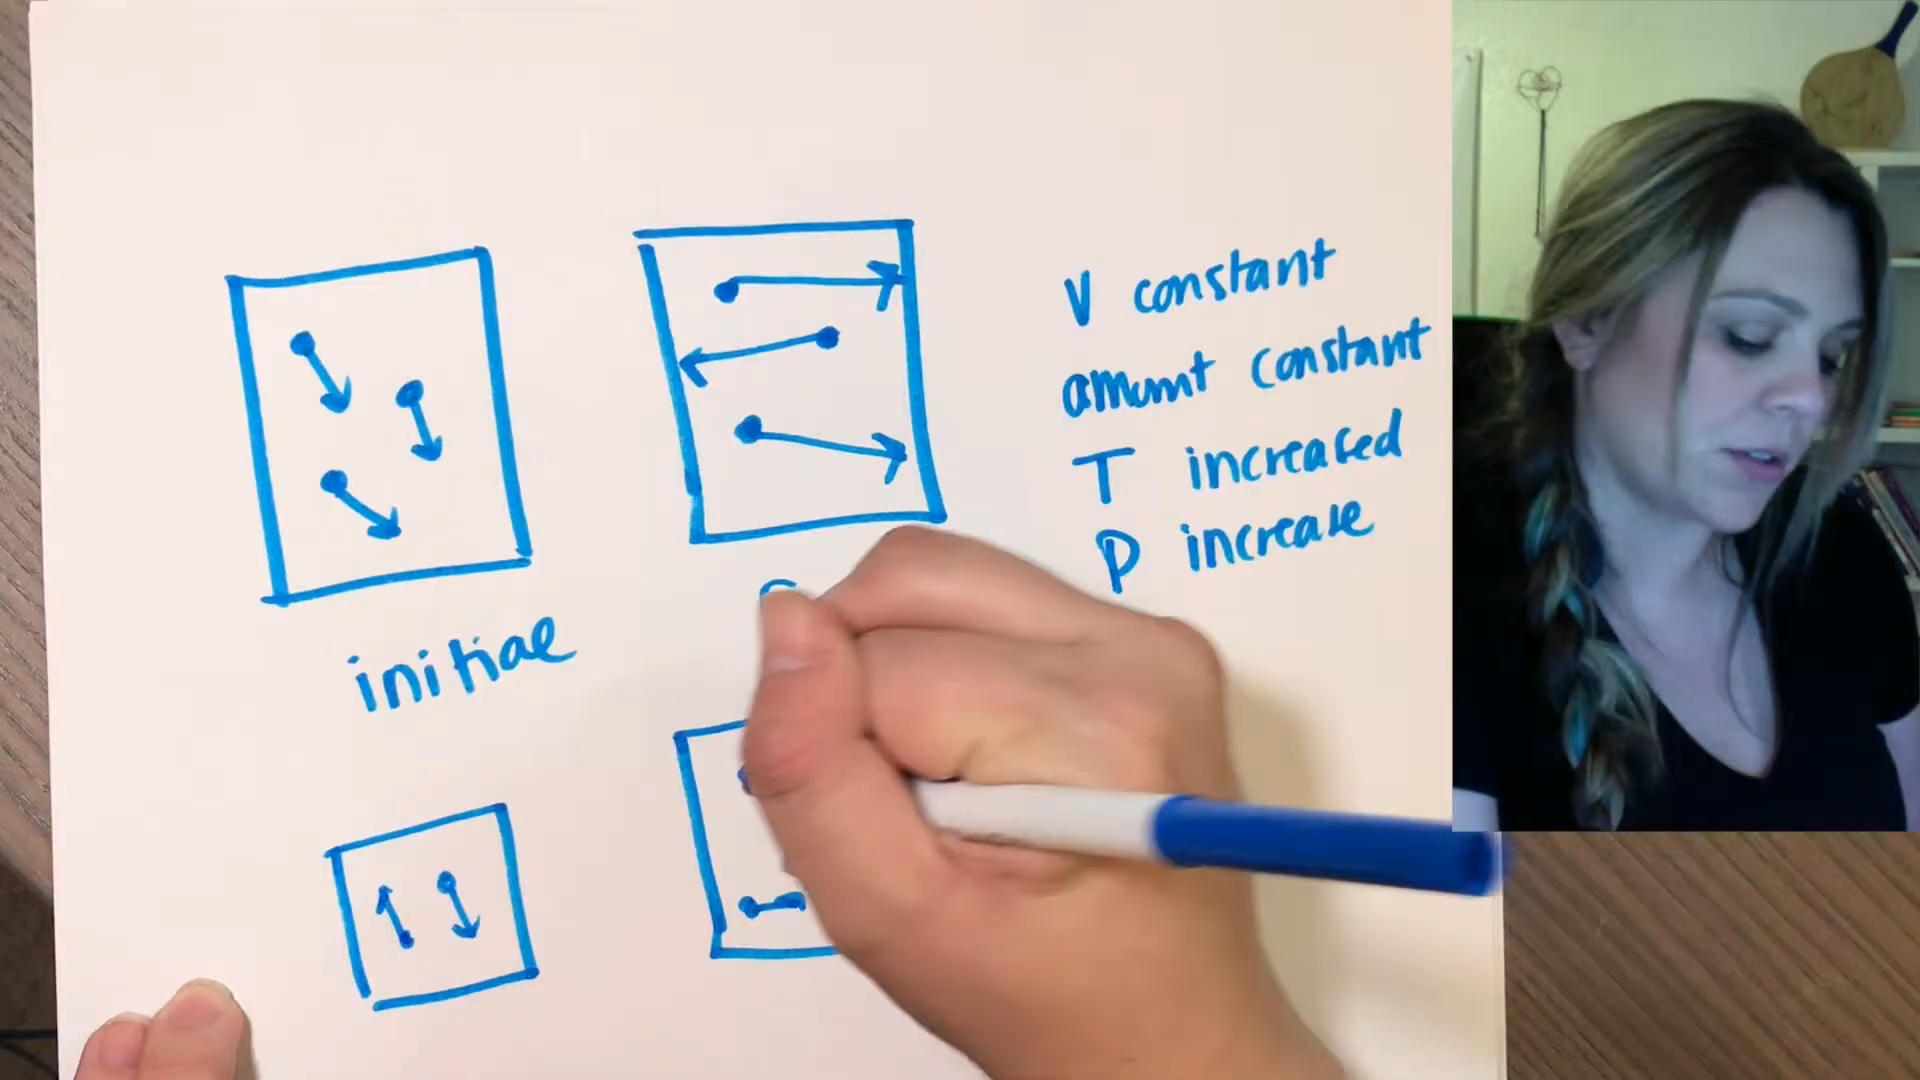 V constant
amount constant
T increased
P increase
initial